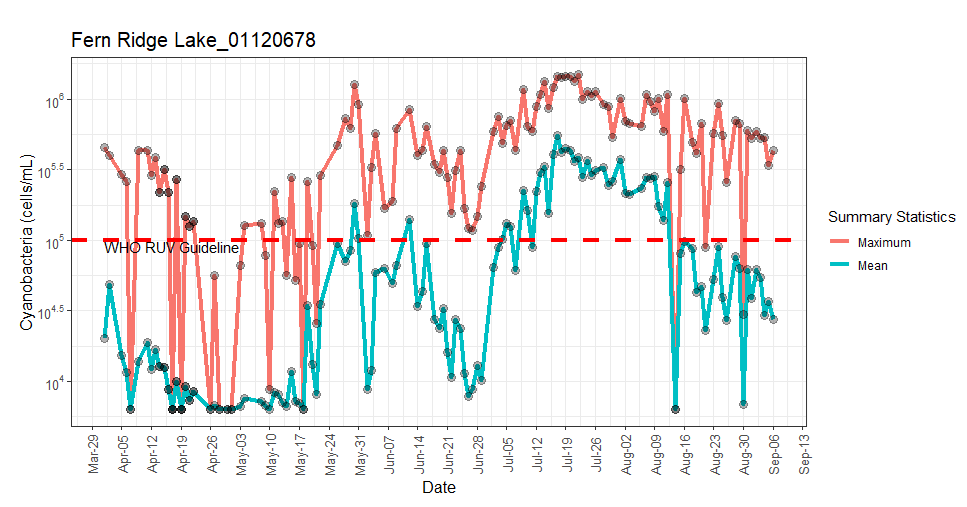 Fern Ridge Lake_01120678
Cyanobacteria (cells/mL)
10^6
10^5.5
10^5
10^4.5
10^4
WHO RUV Guideline
Mar-29
Apr-05
Apr-12
Apr-19
Apr-26
May-03
May-10
May-17
May-24
May-31
Jun-07
Jun-14
Jun-21
Jun-28
Jul-05
Jul-12
Jul-19
Jul-26
Aug-02
Aug-09
Aug-16
Aug-23
Aug-30
Sep-06
Sep-13
Date
Summary Statistics
Maximum
Mean